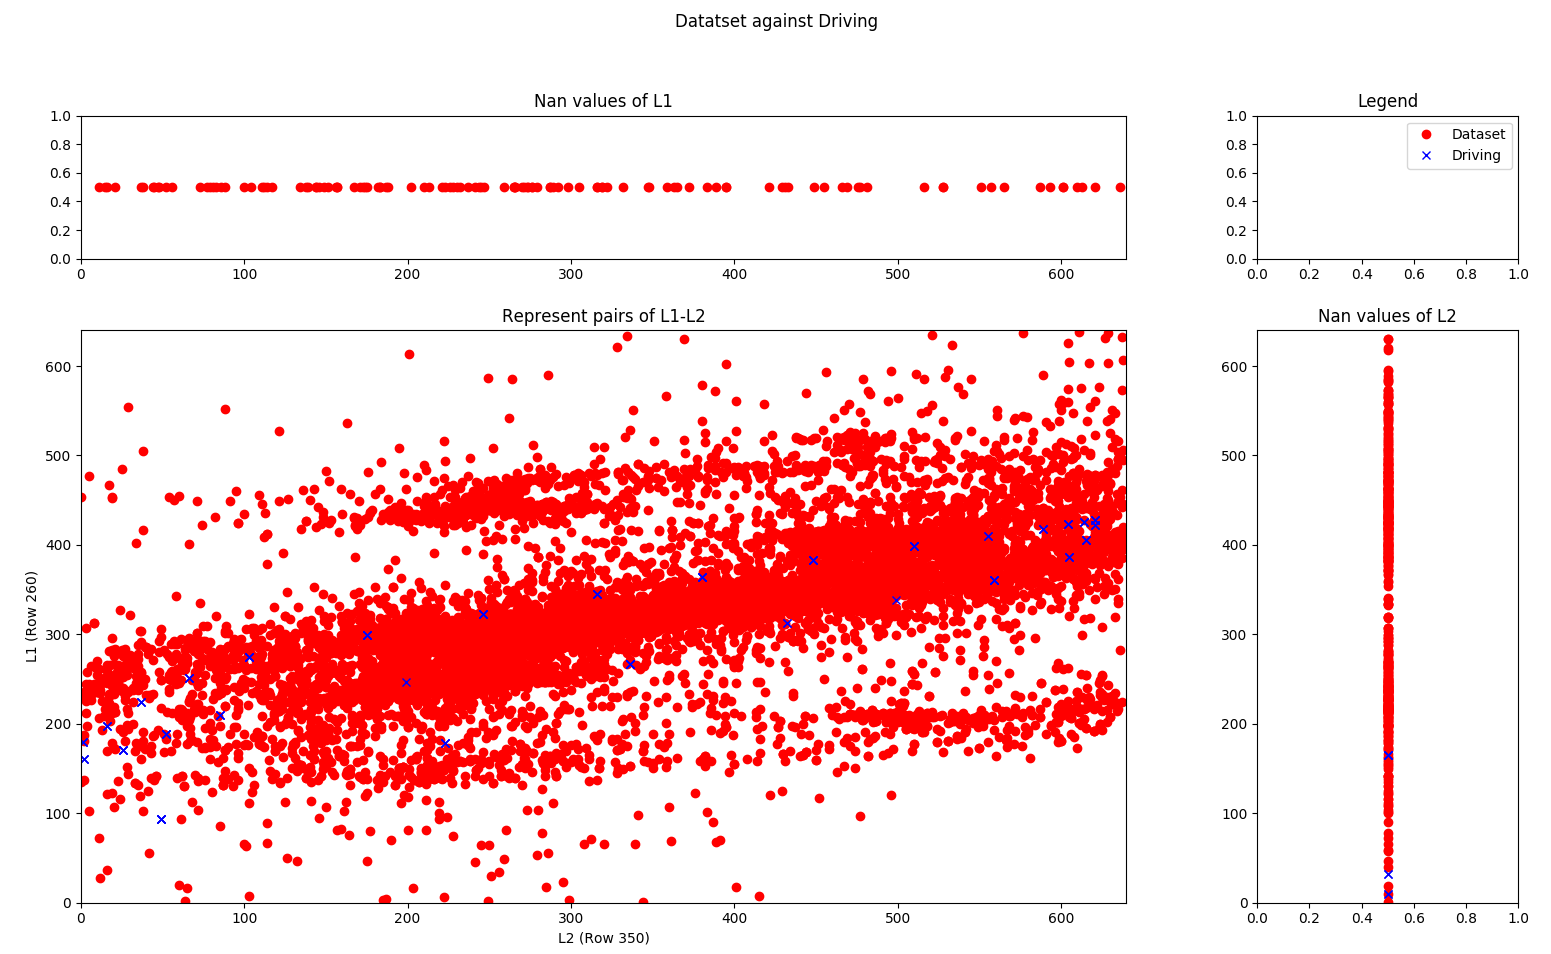 Datatset against Driving
Nan values of L1
1.0
0.8
0.6
0.4
0.2
0.0
0 100 200 300 400 500 600
Legend
1.0
0.8
0.6
0.4
0.2
0.0
0.0 0.2 0.4 0.6 0.8 1.0
Dataset
Driving
Represent pairs of L1-L2
L1 (Row 260)
600
500
400
300
200
100
0
0 100 200 300 400 500 600
L2 (Row 350)
Nan values of L2
600
500
400
300
200
100
0
0.0 0.2 0.4 0.6 0.8 1.0